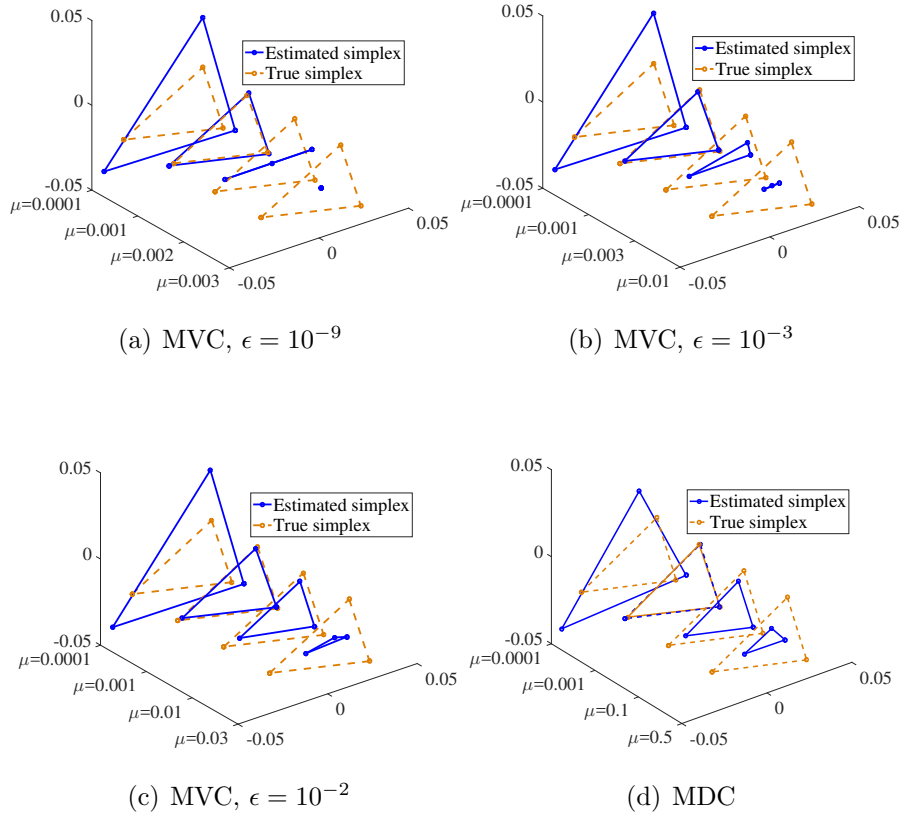 0.05
0
-0.05
μ=0.0001
μ=0.001
μ=0.002
μ=0.003
-0.05
0
0.05
Estimated simplex
True simplex
(a) MVC, ϵ = 10⁻⁹
0.05
0
-0.05
μ=0.0001
μ=0.001
μ=0.003
μ=0.01
-0.05
0
0.05
Estimated simplex
True simplex
(b) MVC, ϵ = 10⁻³
0.05
0
-0.05
μ=0.0001
μ=0.001
μ=0.01
μ=0.03
-0.05
0
0.05
Estimated simplex
True simplex
(c) MVC, ϵ = 10⁻²
0.05
0
-0.05
μ=0.0001
μ=0.001
μ=0.1
μ=0.5
-0.05
0
0.05
Estimated simplex
True simplex
(d) MDC